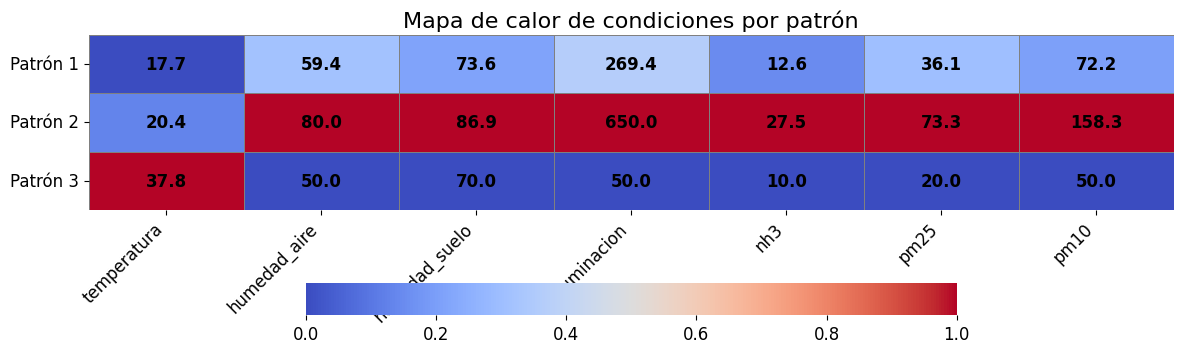 Mapa de calor de condiciones por patrón
Patrón 1 17.7 59.4 73.6 269.4 12.6 36.1 72.2
Patrón 2 20.4 80.0 86.9 650.0 27.5 73.3 158.3
Patrón 3 37.8 50.0 70.0 50.0 10.0 20.0 50.0
temperatura
humedad_aire
dad_suelo
uminacion
nh3
pm25
pm10
0.0 0.2 0.4 0.6 0.8 1.0